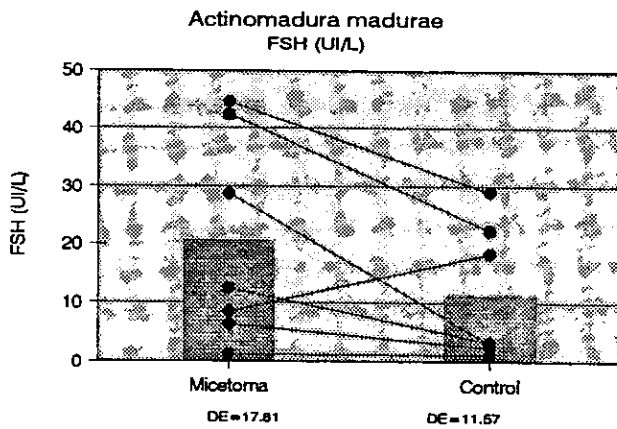 Actinomadura madurae
FSH (UI/L)
FSH (UI/L)
50
40
30
20
10
0
Micetoma
Control
DE=17.81
DE=11.57